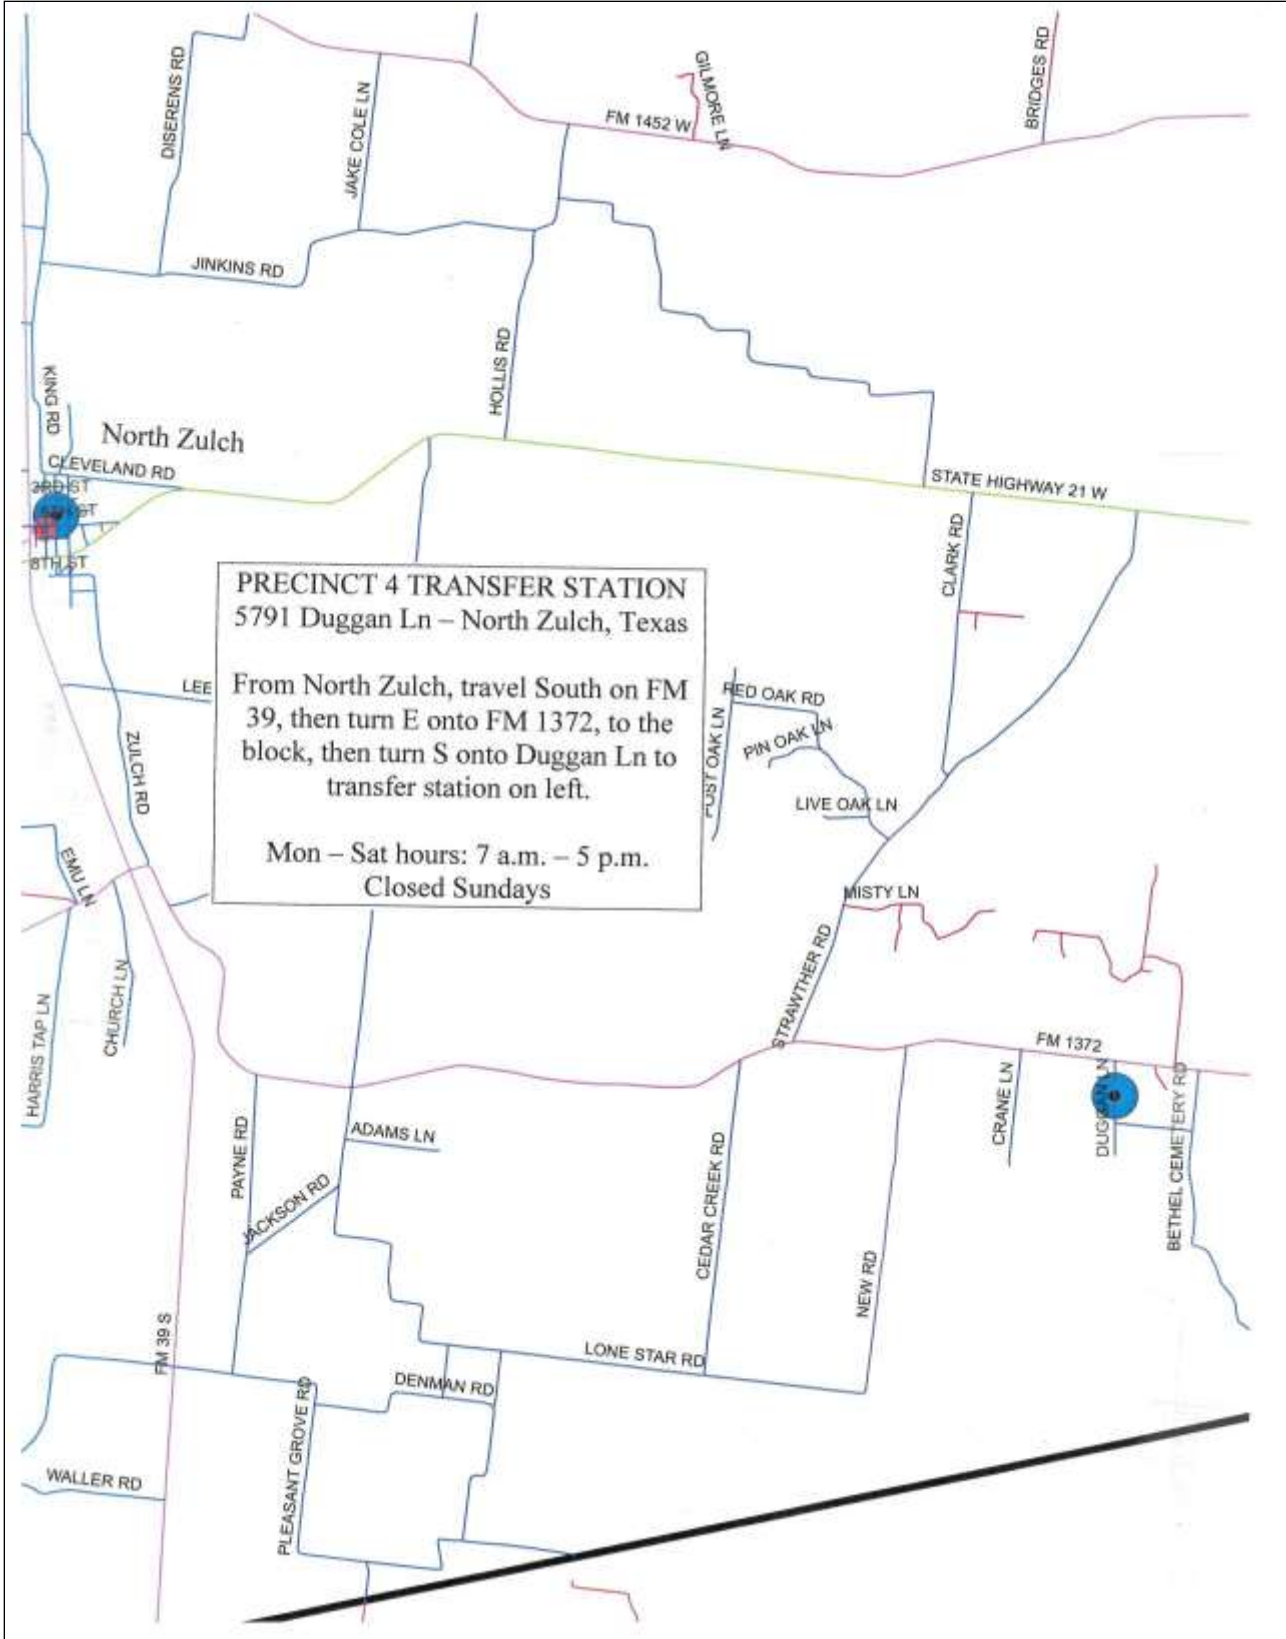 DISERENS RD
JAKE COLE LN
FM 1452 W
GILMORE LN
BRIDGES RD
JINKINS RD
HOLLIS RD
KING RD
North Zulch
CLEVELAND RD
3RD ST
8TH ST
STATE HIGHWAY 21 W
CLARK RD
PRECINCT 4 TRANSFER STATION
5791 Duggan Ln – North Zulch, Texas
From North Zulch, travel South on FM
39, then turn E onto FM 1372, to the
block, then turn S onto Duggan Ln to
transfer station on left.
Mon – Sat hours: 7 a.m. – 5 p.m.
Closed Sundays
LEE
ZULCH RD
RED OAK RD
PIN OAK LN
POST OAK LN
LIVE OAK LN
EMU LN
MISTY LN
STRAWTHER RD
CHURCH LN
HARRIS TAP LN
FM 1372
CRANE LN
DUGGAN LN
BETHEL CEMETERY RD
PAYNE RD
ADAMS LN
JACKSON RD
CEDAR CREEK RD
NEW RD
FM 39 S
LONE STAR RD
DENMAN RD
PLEASANT GROVE RD
WALLER RD